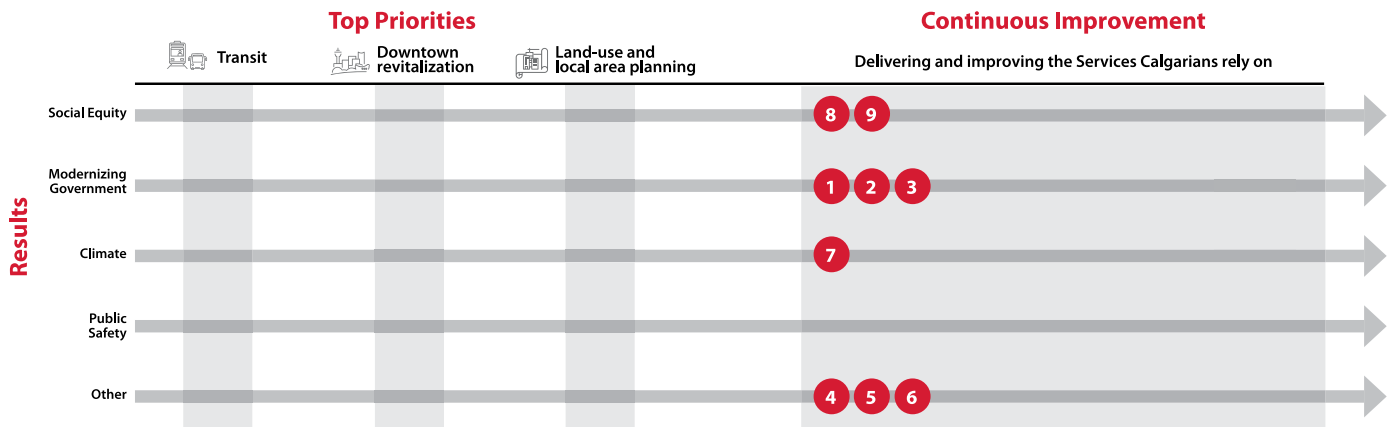 Top Priorities
Continuous Improvement
Transit
Downtown
revitalization
Land-use and
local area planning
Delivering and improving the Services Calgarians rely on
Results
Social Equity
8 9
Modernizing
Government
1 2 3
Climate
7
Public
Safety
Other
4 5 6